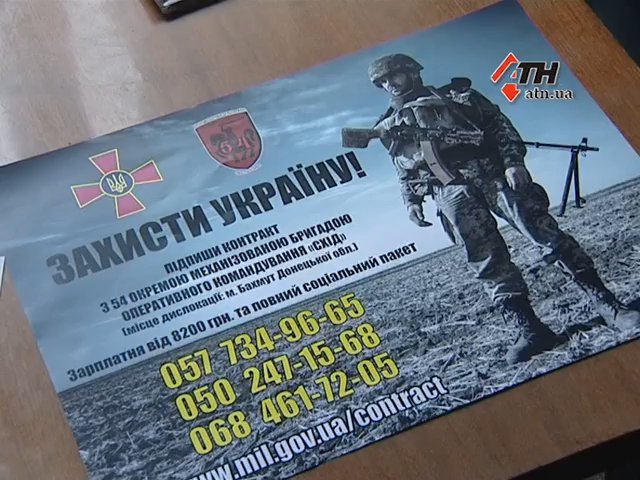 ATH
atn.ua
54
ЗАХИСТИ УКРАЇНУ!
ПІДПИШИ КОНТРАКТ
З 54 ОКРЕМОЮ МЕХАНІЗОВАНОЮ БРИГАДОЮ
ОПЕРАТИВНОГО КОМАНДУВАННЯ «СХІД»
(місце дислокації: м. Бахмут Донецької обл.)
Зарплатня від 8200 грн. та повний соціальний пакет
057 734-96-65
050 247-15-68
068 461-72-05
www.mil.gov.ua/contract